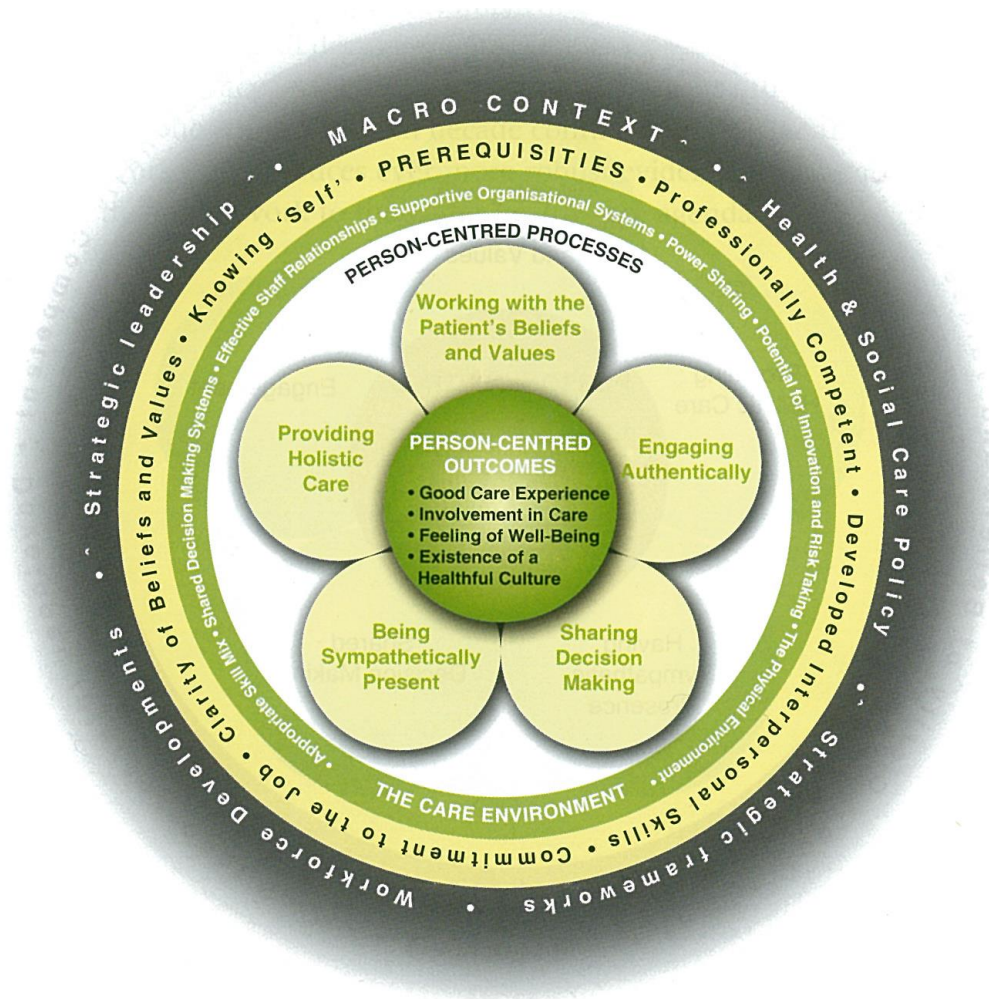 MACRO CONTEXT
• Health & Social Care Policy
• Strategic frameworks
• Workforce Developments
• Strategic leadership •
PREREQUISITIES • Professionally Competent • Developed Interpersonal Skills • Commitment to the Job • Clarity of Beliefs and Values • Knowing 'Self' •
THE CARE ENVIRONMENT
• Appropriate Skill Mix • Shared Decision Making Systems • Effective Staff Relationships • Supportive Organisational Systems • Power Sharing • Potential for Innovation and Risk Taking • The Physical Environment •
PERSON-CENTRED PROCESSES
Working with the
Patient's Beliefs
and Values
Engaging
Authentically
Sharing
Decision
Making
Being
Sympathetically
Present
Providing
Holistic
Care
PERSON-CENTRED
OUTCOMES
• Good Care Experience
• Involvement in Care
• Feeling of Well-Being
• Existence of a
Healthful Culture